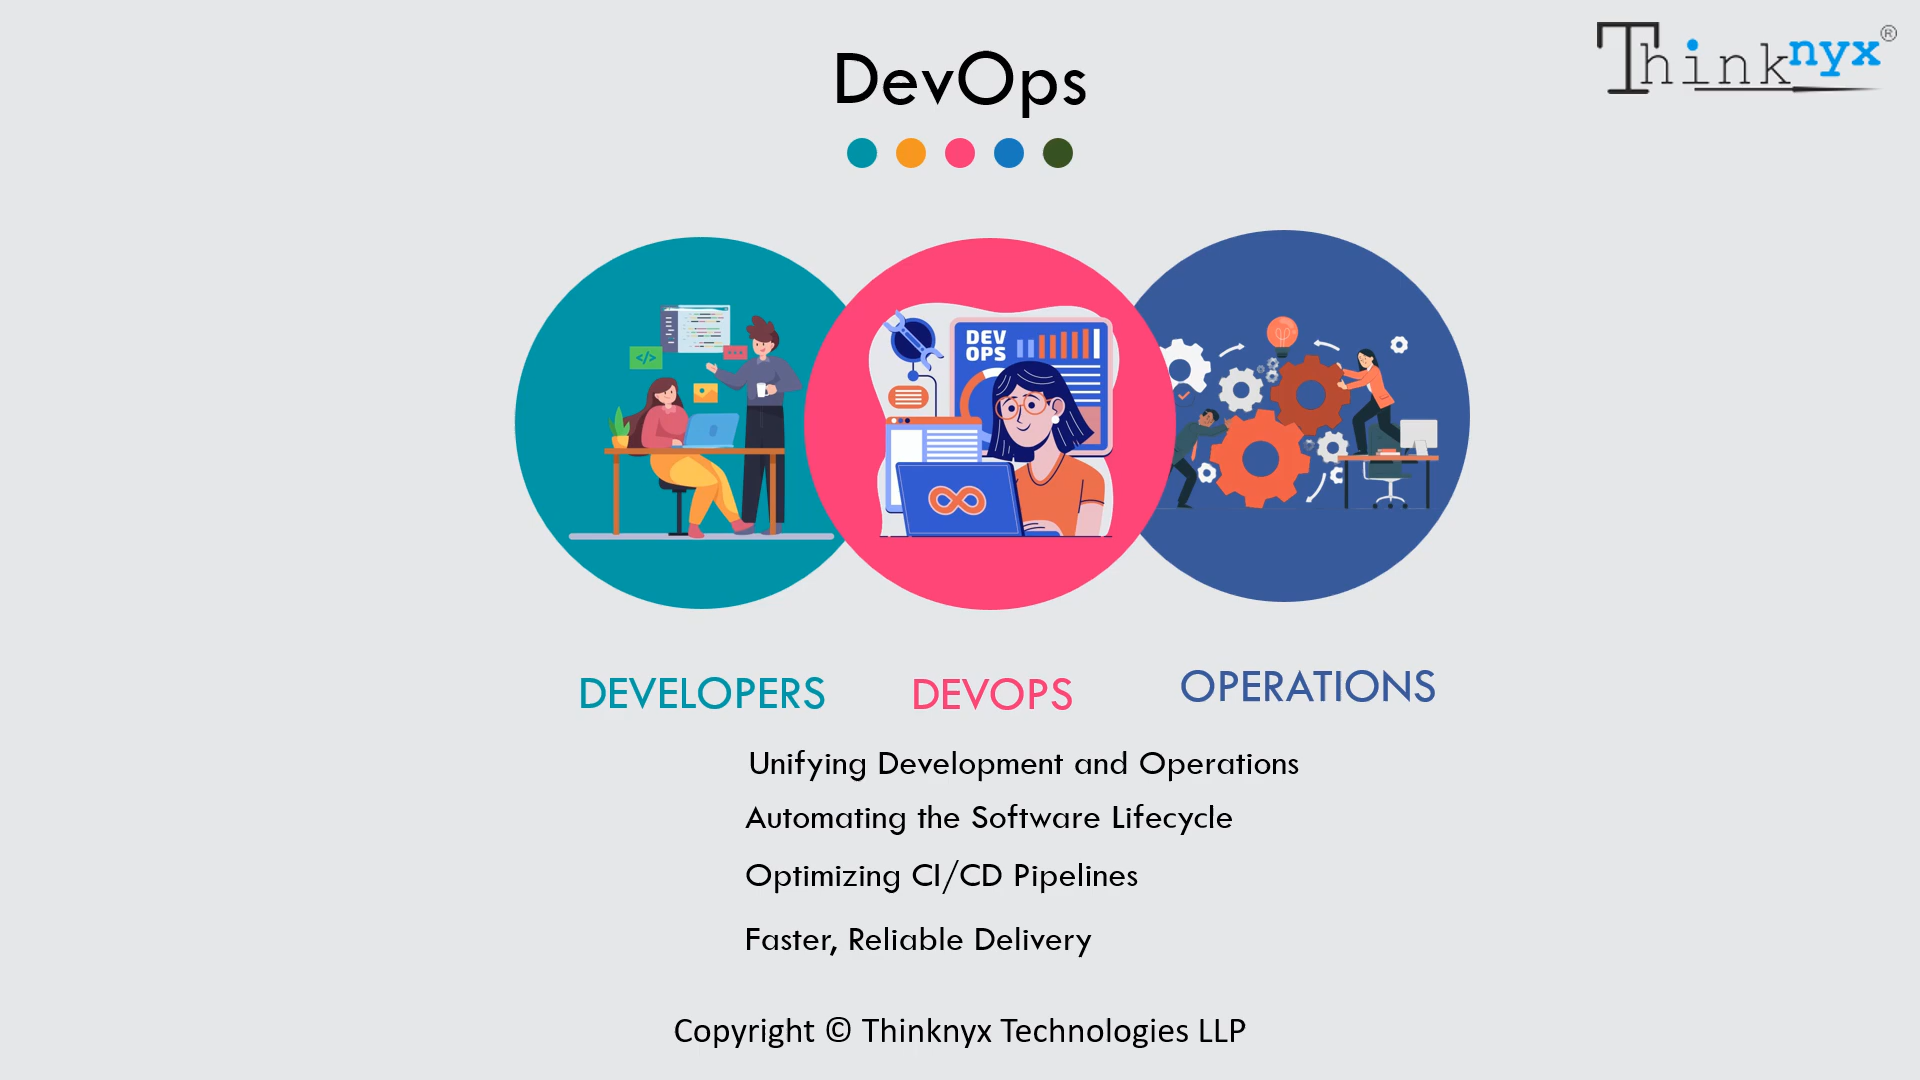 DevOps
Thinknyx®
</>
DEV
OPS
DEVELOPERS
DEVOPS
OPERATIONS
Unifying Development and Operations
Automating the Software Lifecycle
Optimizing CI/CD Pipelines
Faster, Reliable Delivery
Copyright © Thinknyx Technologies LLP